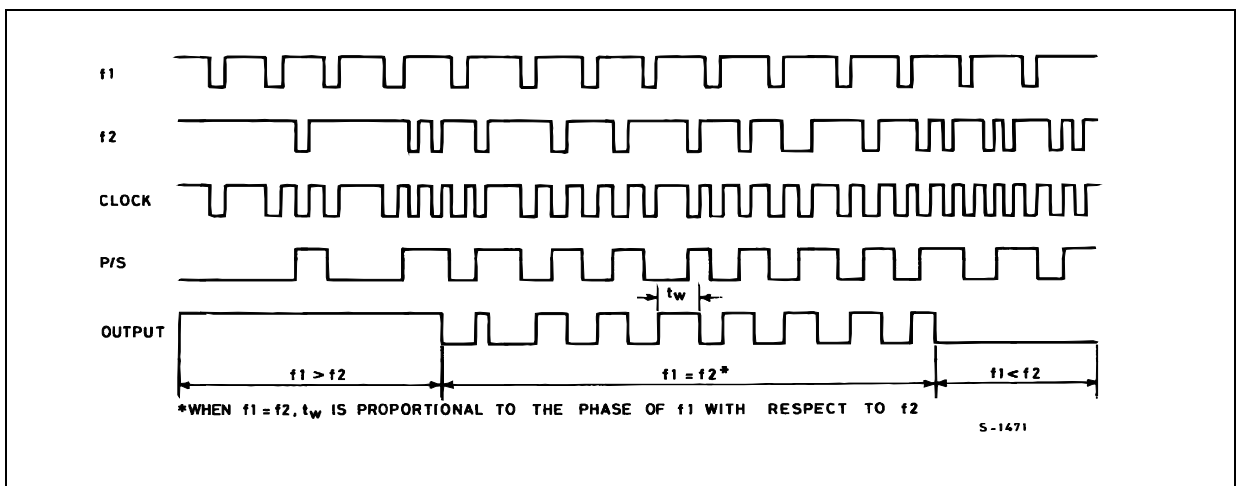 f1
f2
CLOCK
P/S
tw
OUTPUT
f1 > f2
f1 = f2*
f1 < f2
*WHEN f1 = f2, tw IS PROPORTIONAL TO THE PHASE OF f1 WITH RESPECT TO f2
S-1471